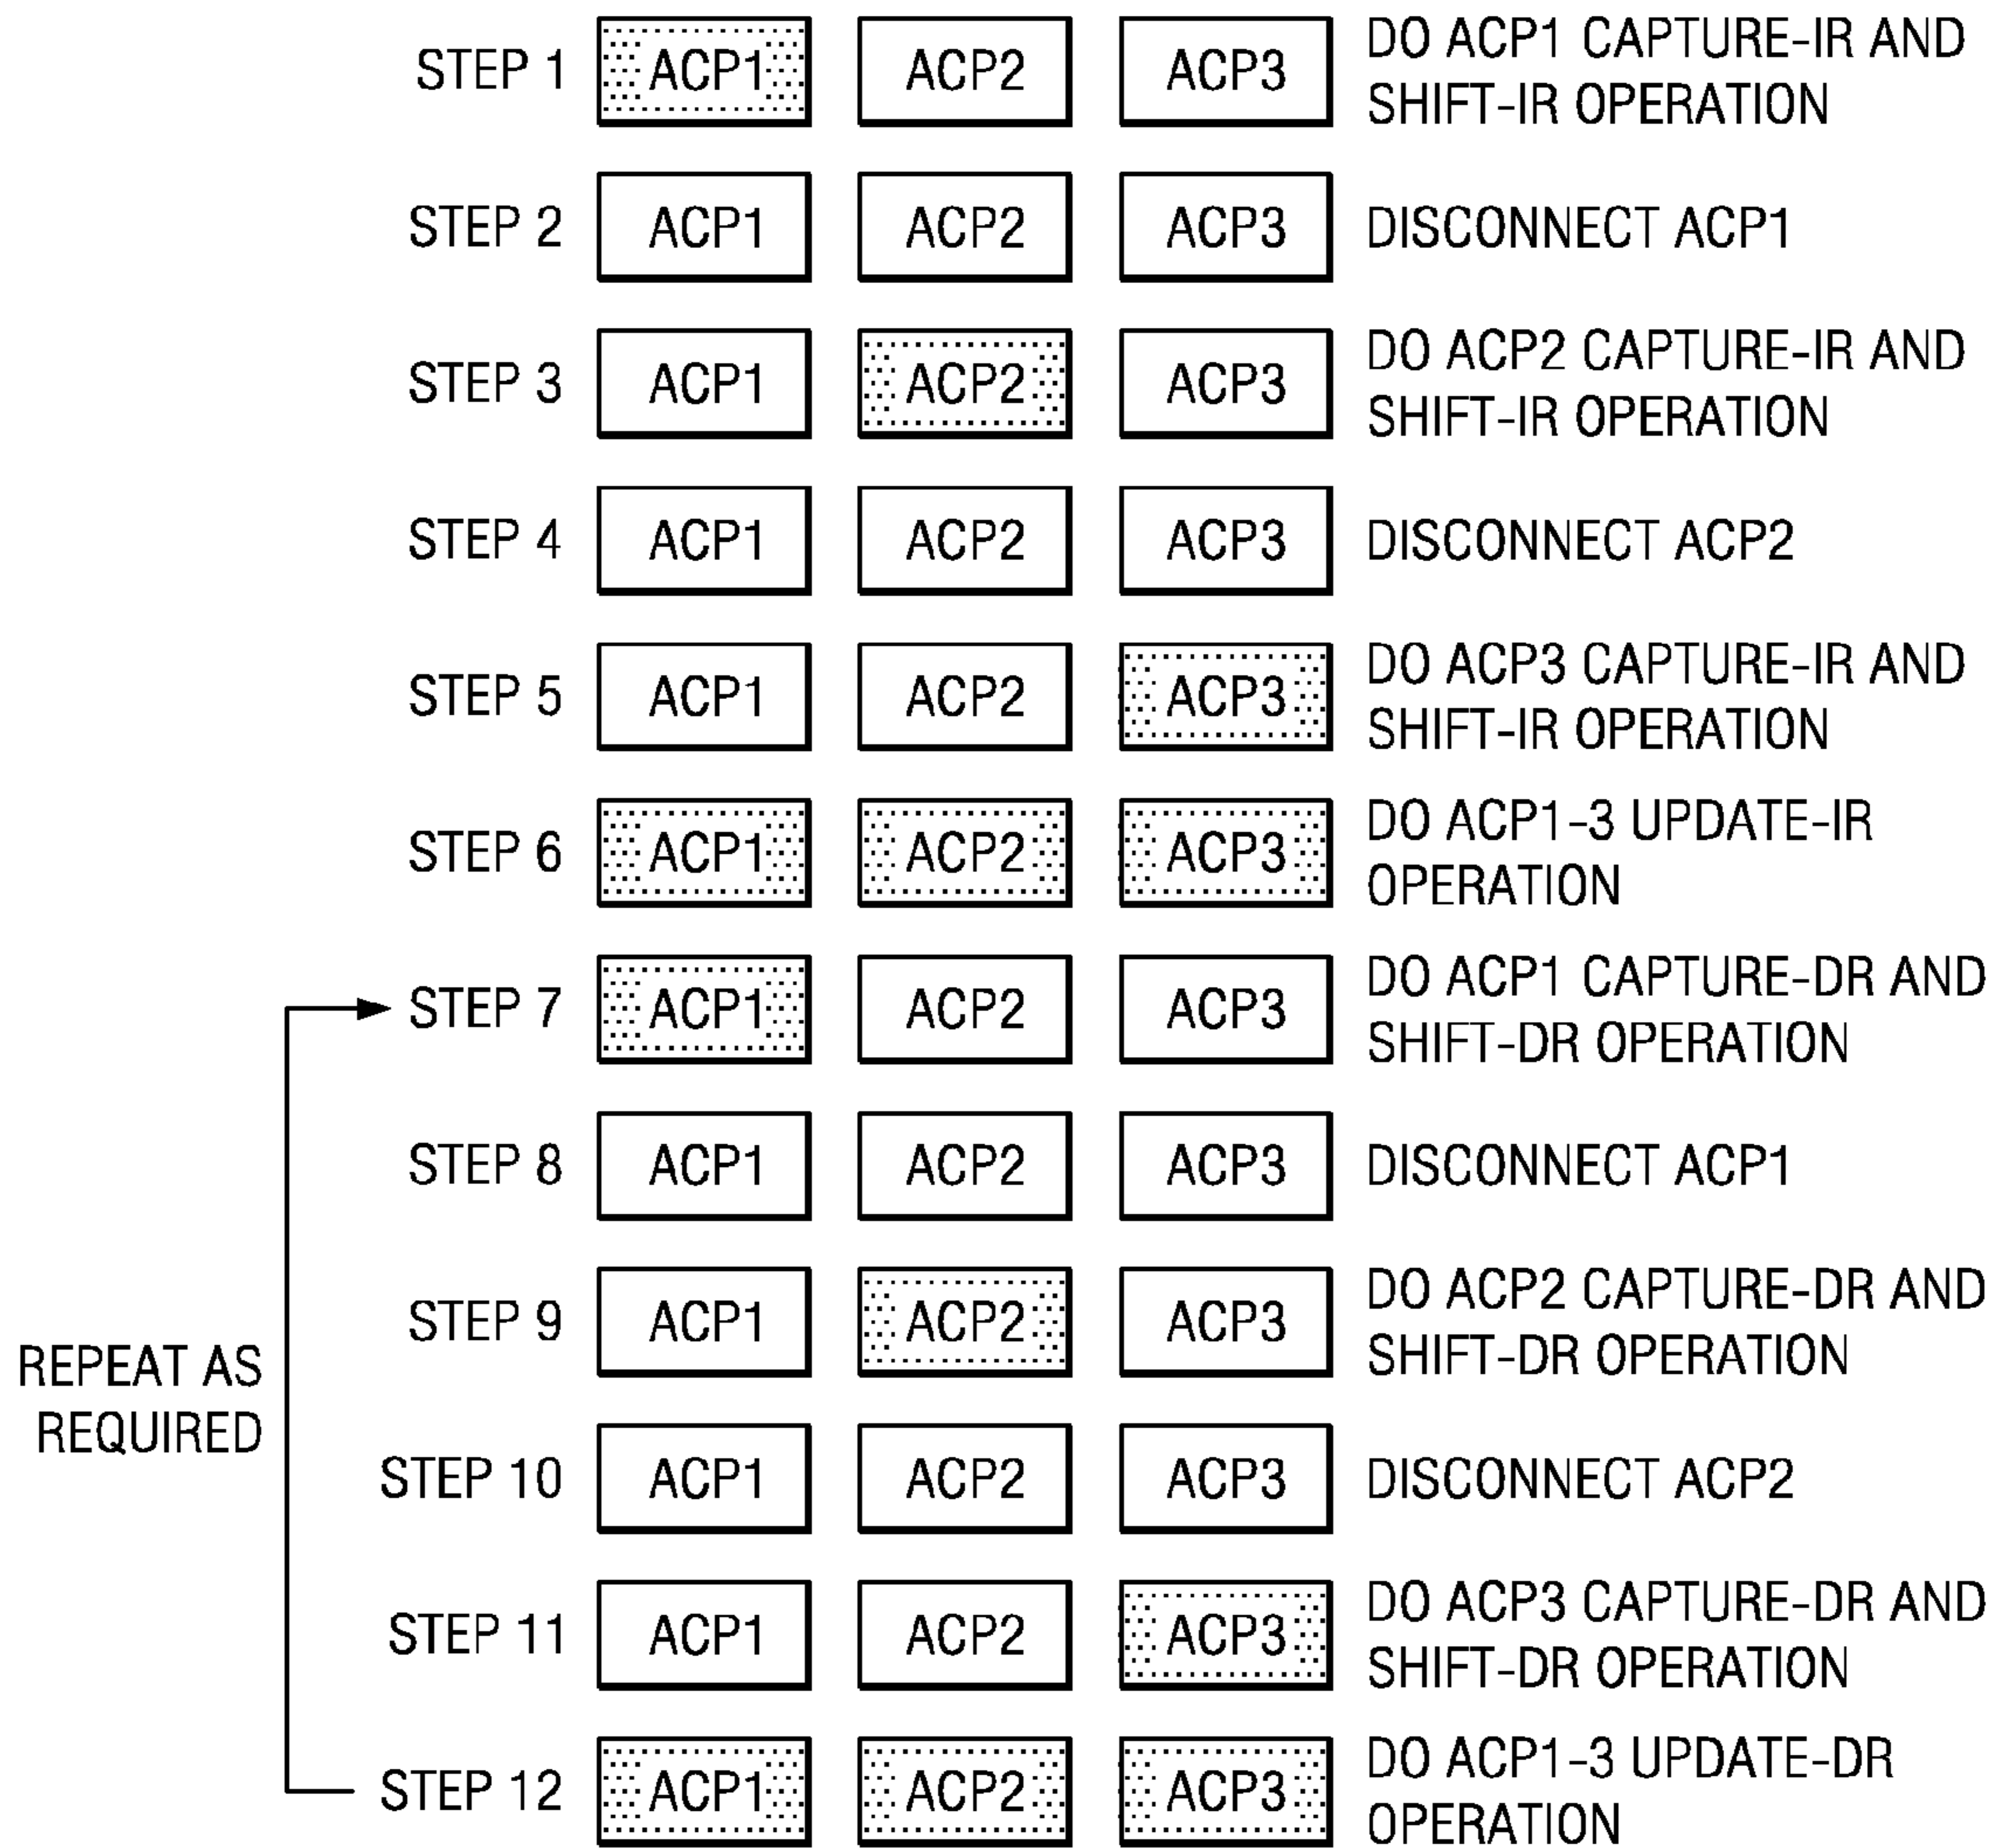 STEP 1 ACP1 ACP2 ACP3 DO ACP1 CAPTURE-IR AND
SHIFT-IR OPERATION
STEP 2 ACP1 ACP2 ACP3 DISCONNECT ACP1
STEP 3 ACP1 ACP2 ACP3 DO ACP2 CAPTURE-IR AND
SHIFT-IR OPERATION
STEP 4 ACP1 ACP2 ACP3 DISCONNECT ACP2
STEP 5 ACP1 ACP2 ACP3 DO ACP3 CAPTURE-IR AND
SHIFT-IR OPERATION
STEP 6 ACP1 ACP2 ACP3 DO ACP1-3 UPDATE-IR
OPERATION
STEP 7 ACP1 ACP2 ACP3 DO ACP1 CAPTURE-DR AND
SHIFT-DR OPERATION
STEP 8 ACP1 ACP2 ACP3 DISCONNECT ACP1
STEP 9 ACP1 ACP2 ACP3 DO ACP2 CAPTURE-DR AND
SHIFT-DR OPERATION
REPEAT AS
REQUIRED
STEP 10 ACP1 ACP2 ACP3 DISCONNECT ACP2
STEP 11 ACP1 ACP2 ACP3 DO ACP3 CAPTURE-DR AND
SHIFT-DR OPERATION
STEP 12 ACP1 ACP2 ACP3 DO ACP1-3 UPDATE-DR
OPERATION